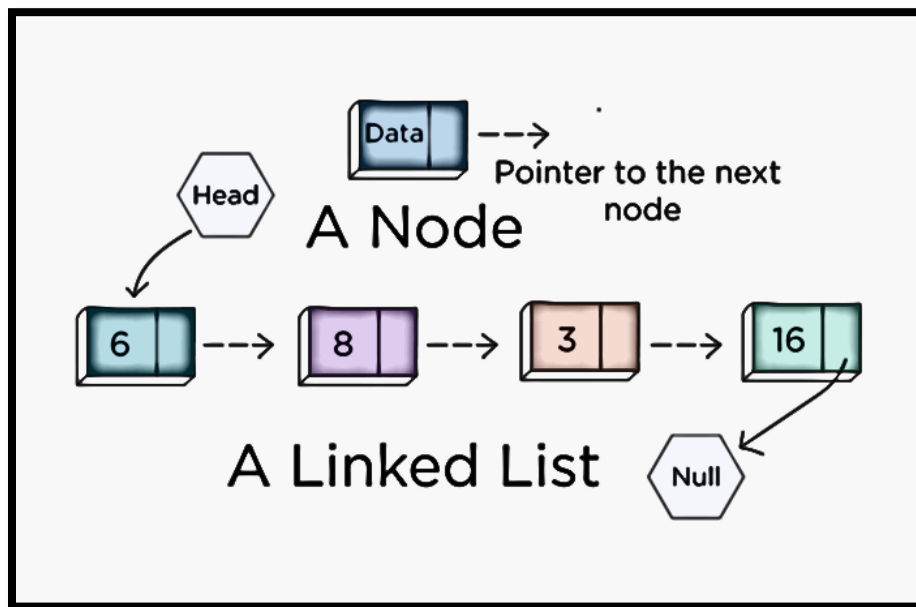 Data
Pointer to the next
node
Head
A Node
6
8
3
16
A Linked List
Null